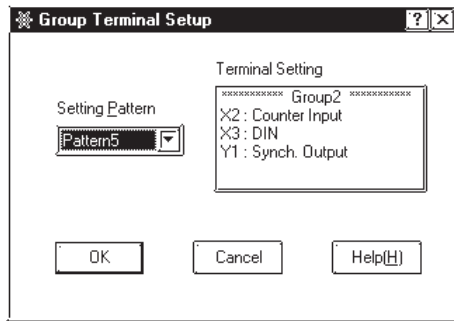 Group Terminal Setup
Terminal Setting
Setting Pattern
Pattern5
×××××××××× Group2 ××××××××××
X2 : Counter Input
X3 : DIN
Y1 : Synch. Output
OK
Cancel
Help(H)